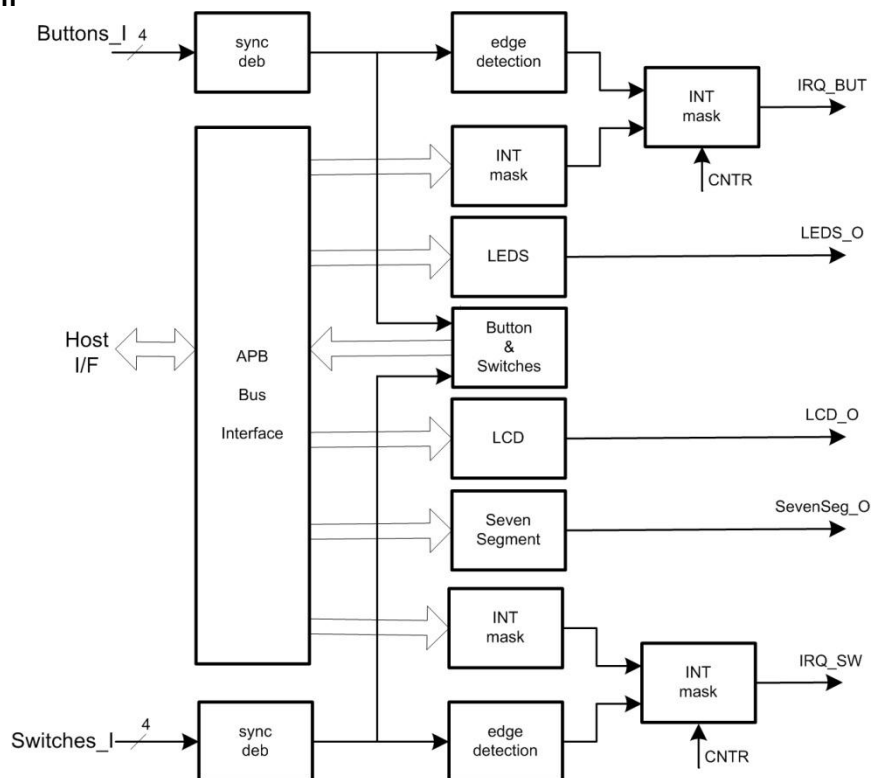 Buttons_I
4
sync
deb
edge
detection
INT
mask
IRQ_BUT
CNTR
INT
mask
LEDS
LEDS_O
Host
I/F
APB
Bus
Interface
Button
&
Switches
LCD
LCD_O
Seven
Segment
SevenSeg_O
INT
mask
INT
mask
IRQ_SW
CNTR
Switches_I
4
sync
deb
edge
detection